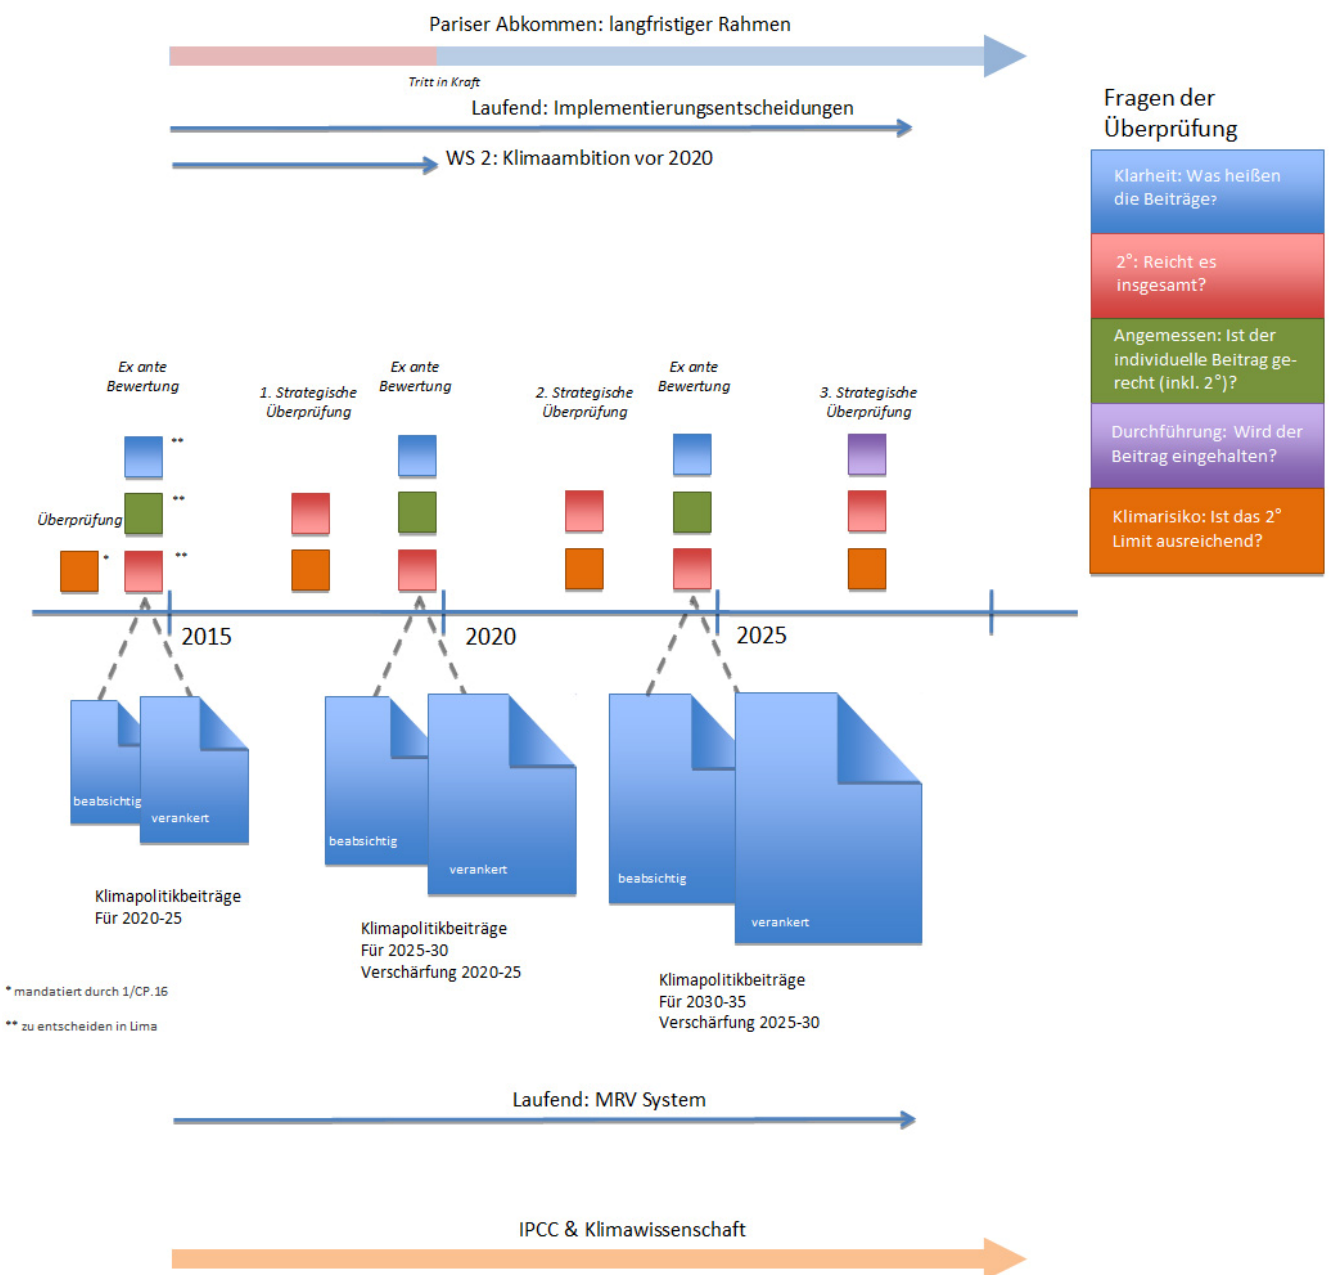 Pariser Abkommen: langfristiger Rahmen
Tritt in Kraft
Laufend: Implementierungsentscheidungen
WS 2: Klimaambition vor 2020
Fragen der
Überprüfung
Klarheit: Was heißen
die Beiträge?
2°: Reicht es
insgesamt?
Angemessen: Ist der
individuelle Beitrag ge-
recht (inkl. 2°)?
Durchführung: Wird der
Beitrag eingehalten?
Klimarisiko: Ist das 2°
Limit ausreichend?
Ex ante
Bewertung
1. Strategische
Überprüfung
Ex ante
Bewertung
2. Strategische
Überprüfung
Ex ante
Bewertung
3. Strategische
Überprüfung
**
**
Überprüfung
*
**
2015
2020
2025
beabsichtig
verankert
beabsichtig
verankert
beabsichtig
verankert
Klimapolitikbeiträge
Für 2020-25
Klimapolitikbeiträge
Für 2025-30
Verschärfung 2020-25
Klimapolitikbeiträge
Für 2030-35
Verschärfung 2025-30
* mandatiert durch 1/CP.16
** zu entscheiden in Lima
Laufend: MRV System
IPCC & Klimawissenschaft